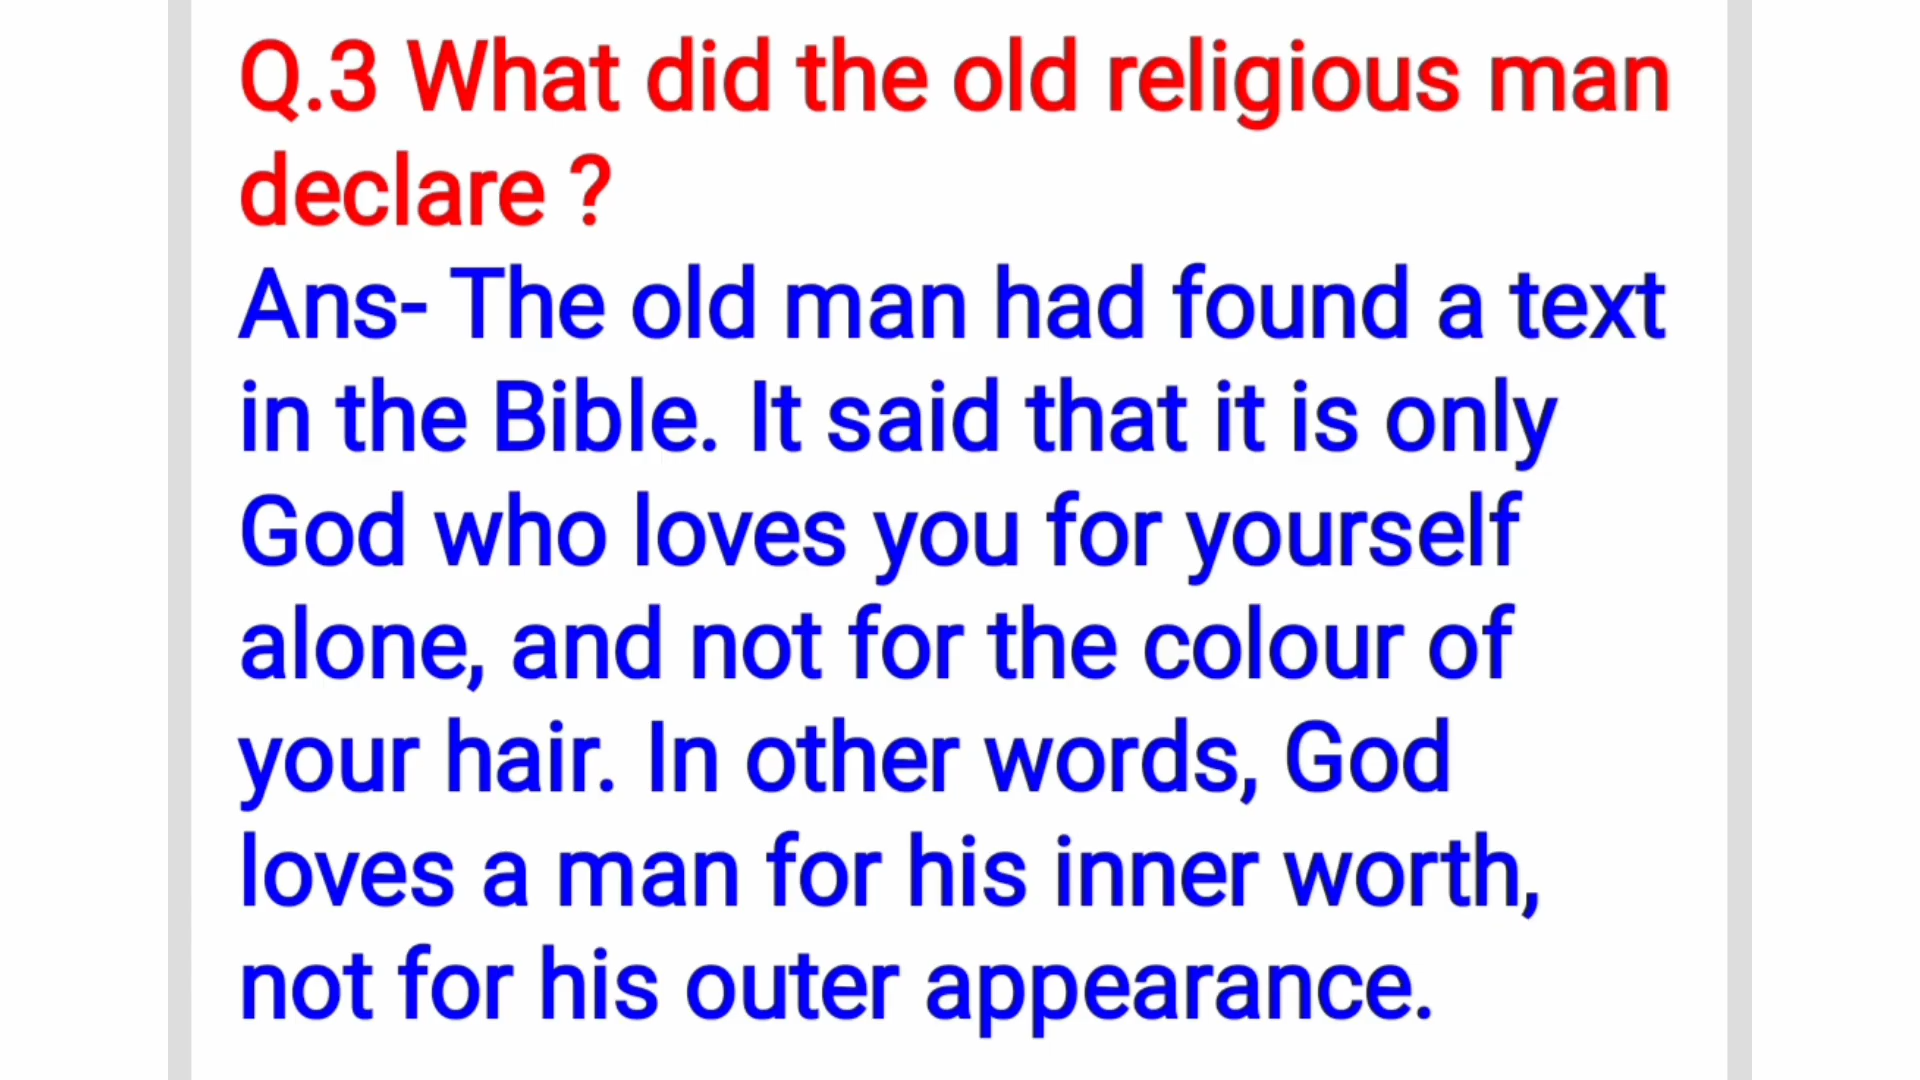 Q.3 What did the old religious man
declare ?
Ans- The old man had found a text
in the Bible. It said that it is only
God who loves you for yourself
alone, and not for the colour of
your hair. In other words, God
loves a man for his inner worth,
not for his outer appearance.